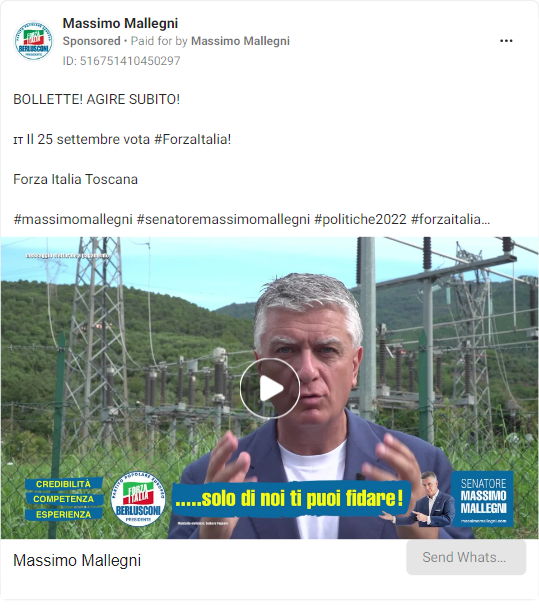 Massimo Mallegni
Sponsored • Paid for by Massimo Mallegni
ID: 516751410450297
BOLLETTE! AGIRE SUBITO!
IT Il 25 settembre vota #ForzaItalia!
Forza Italia Toscana
#massimomallegni #senatoremassimomallegni #politiche2022 #forzaitalia...
CREDIBILITÀ
COMPETENZA
ESPERIENZA
FORZA
ITALIA
BERLUSCONI
PRESIDENTE
.....solo di noi ti puoi fidare!
SENATORE
MASSIMO
MALLEGNI
massimomallegni.com
Massimo Mallegni
Send Whats...